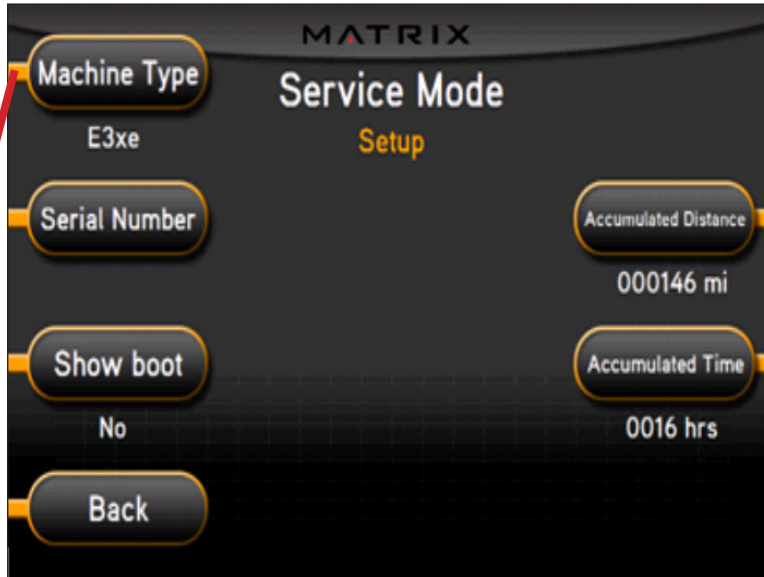 MATRIX
Machine Type
Service Mode
E3xe
Setup
Serial Number
Accumulated Distance
000146 mi
Show boot
Accumulated Time
No
0016 hrs
Back